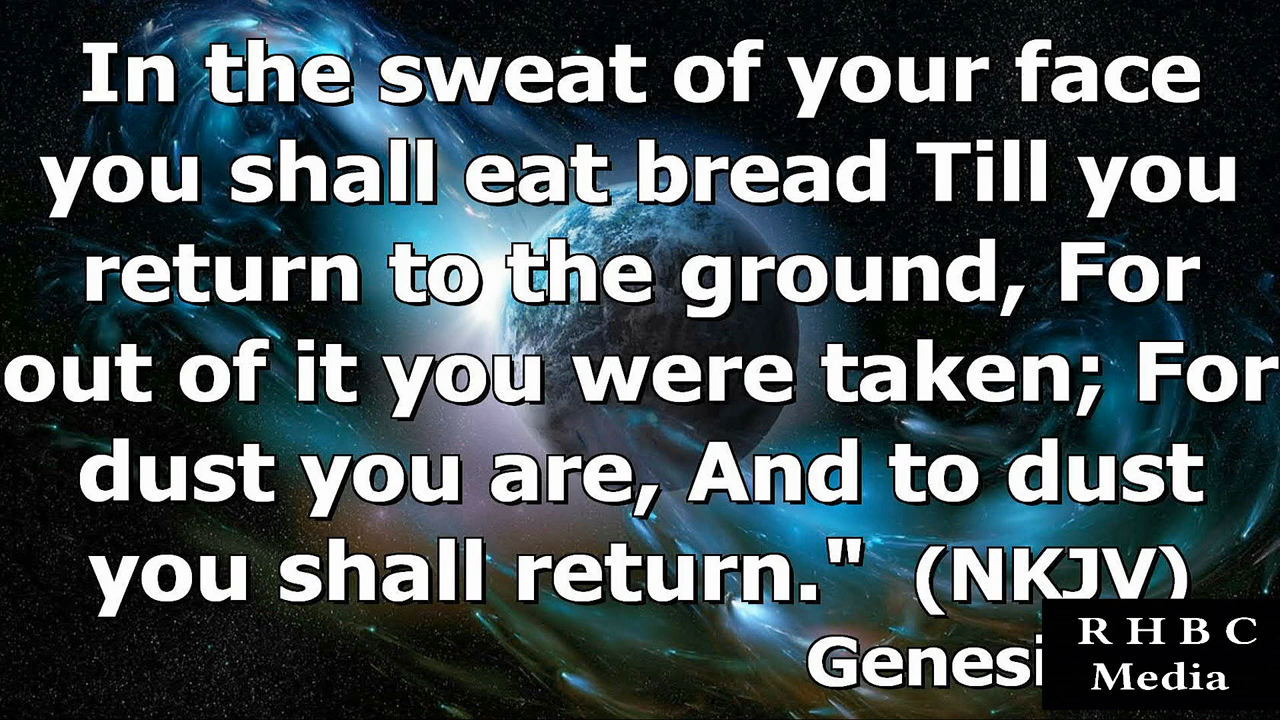 In the sweat of your face
you shall eat bread Till you
return to the ground, For
out of it you were taken; For
dust you are, And to dust
you shall return." (NKJV)
R H B C
Media